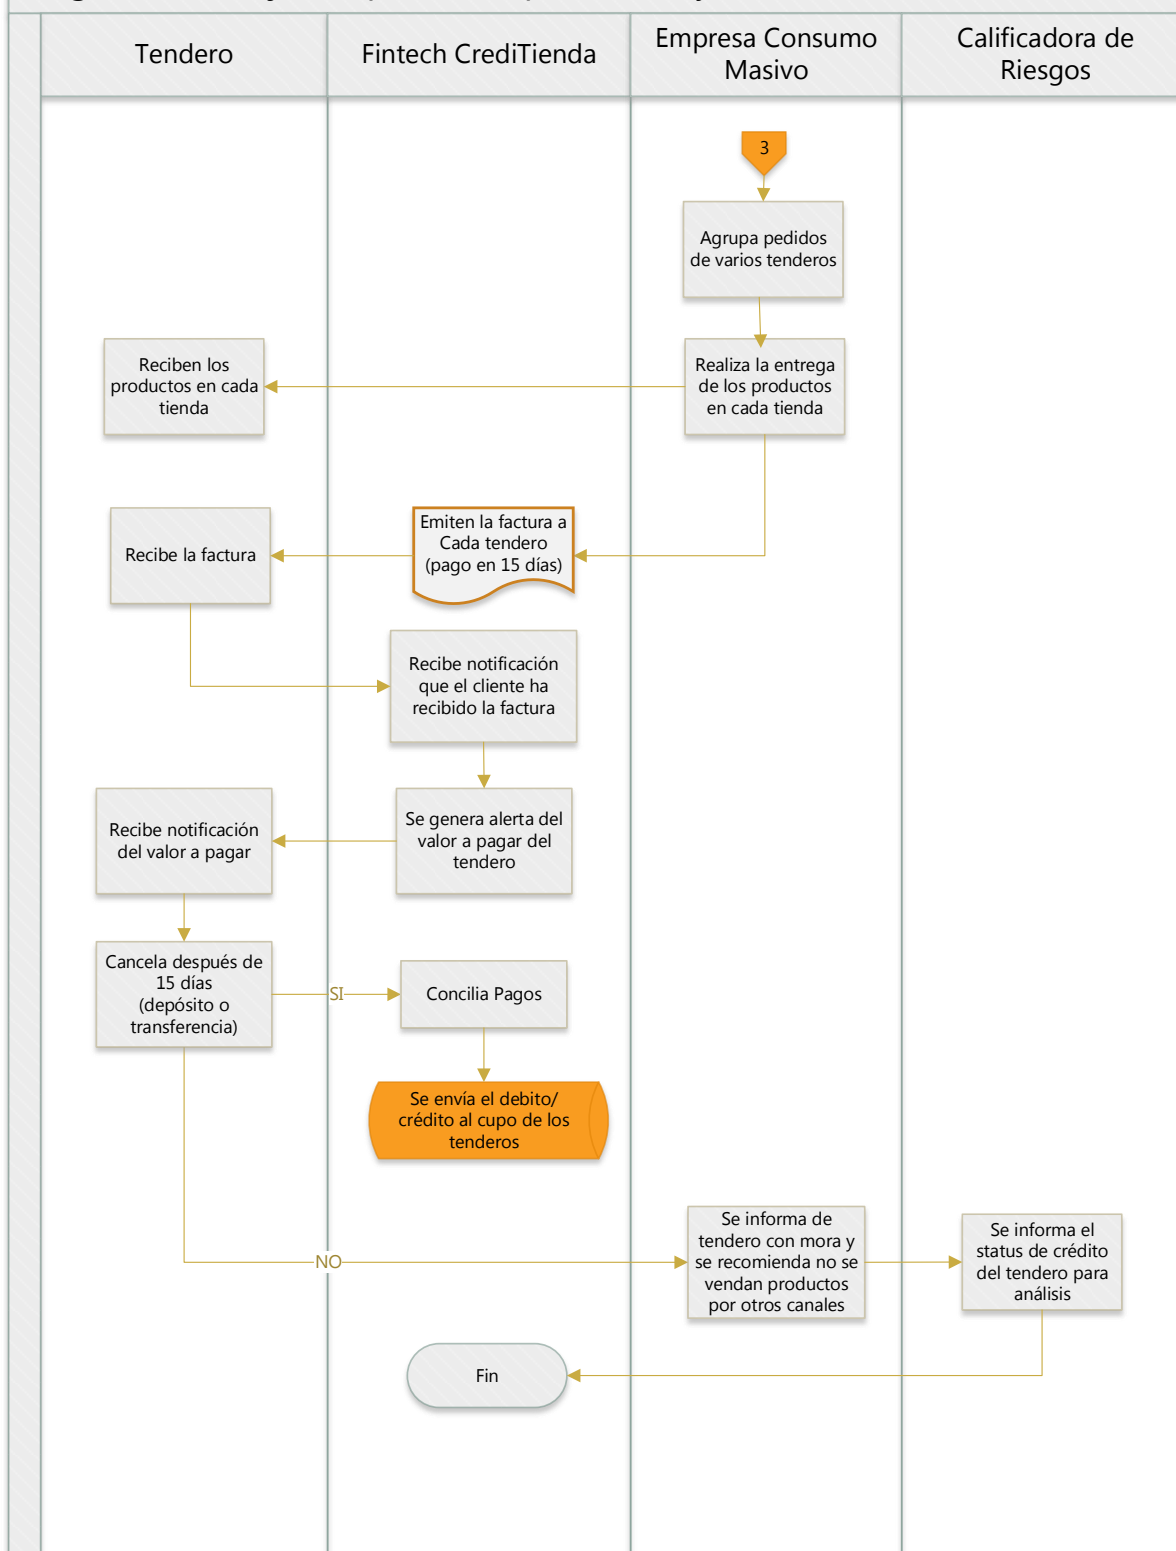 Tendero
Fintech CrediTienda
Empresa Consumo
Masivo
Calificadora de
Riesgos
3
Agrupa pedidos
de varios tenderos
Reciben los
productos en cada
tienda
Realiza la entrega
de los productos
en cada tienda
Recibe la factura
Emiten la factura a
Cada tendero
(pago en 15 días)
Recibe notificación
que el cliente ha
recibido la factura
Recibe notificación
del valor a pagar
Se genera alerta del
valor a pagar del
tendero
Cancela después de
15 días
(depósito o
transferencia)
SI
Concilia Pagos
Se envía el debito/
crédito al cupo de los
tenderos
NO
Se informa de
tendero con mora y
se recomienda no se
vendan productos
por otros canales
Se informa el
status de crédito
del tendero para
análisis
Fin